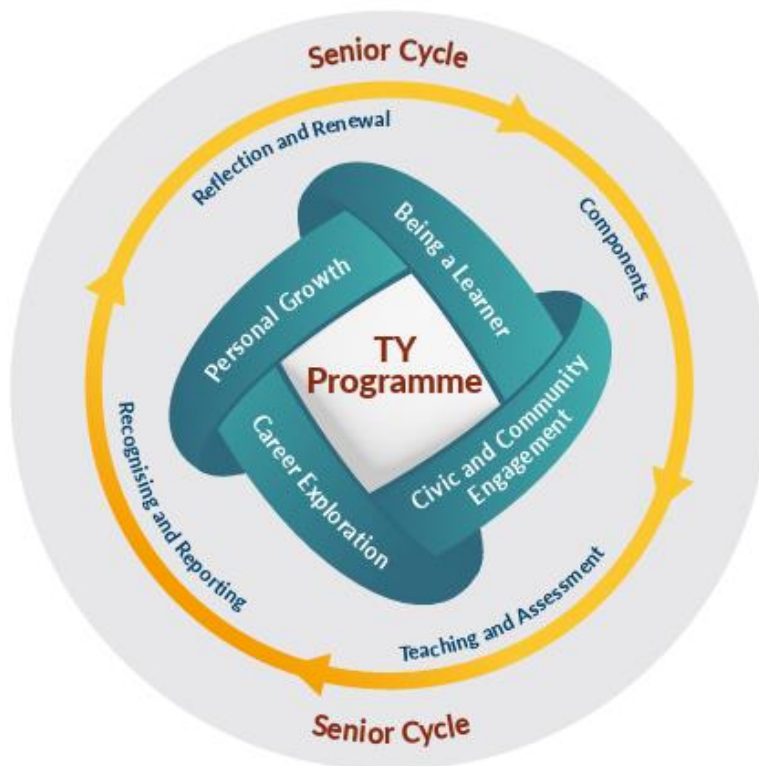 Senior Cycle
Reflection and Renewal
Components
Being a Learner
Personal Growth
TY
Programme
Civic and Community
Engagement
Career Exploration
Recognising and Reporting
Teaching and Assessment
Senior Cycle